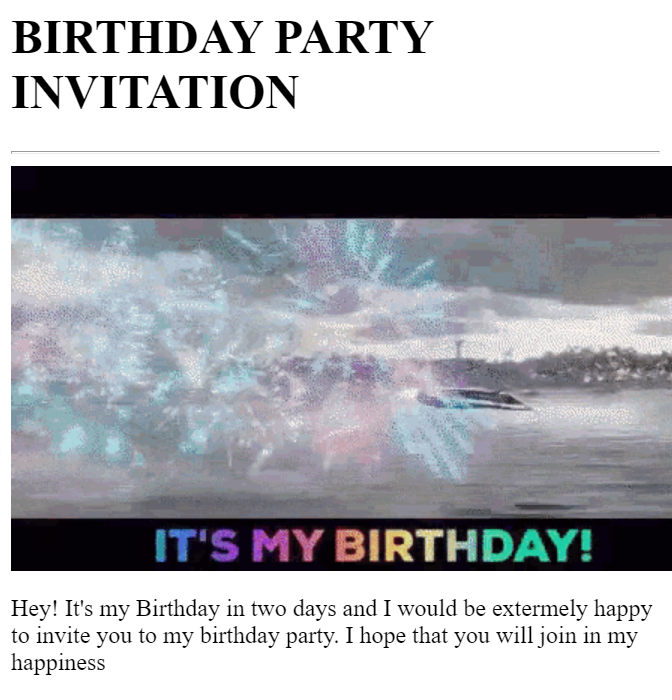 BIRTHDAY PARTY
INVITATION
IT'S MY BIRTHDAY!
Hey! It's my Birthday in two days and I would be extermely happy
to invite you to my birthday party. I hope that you will join in my
happiness